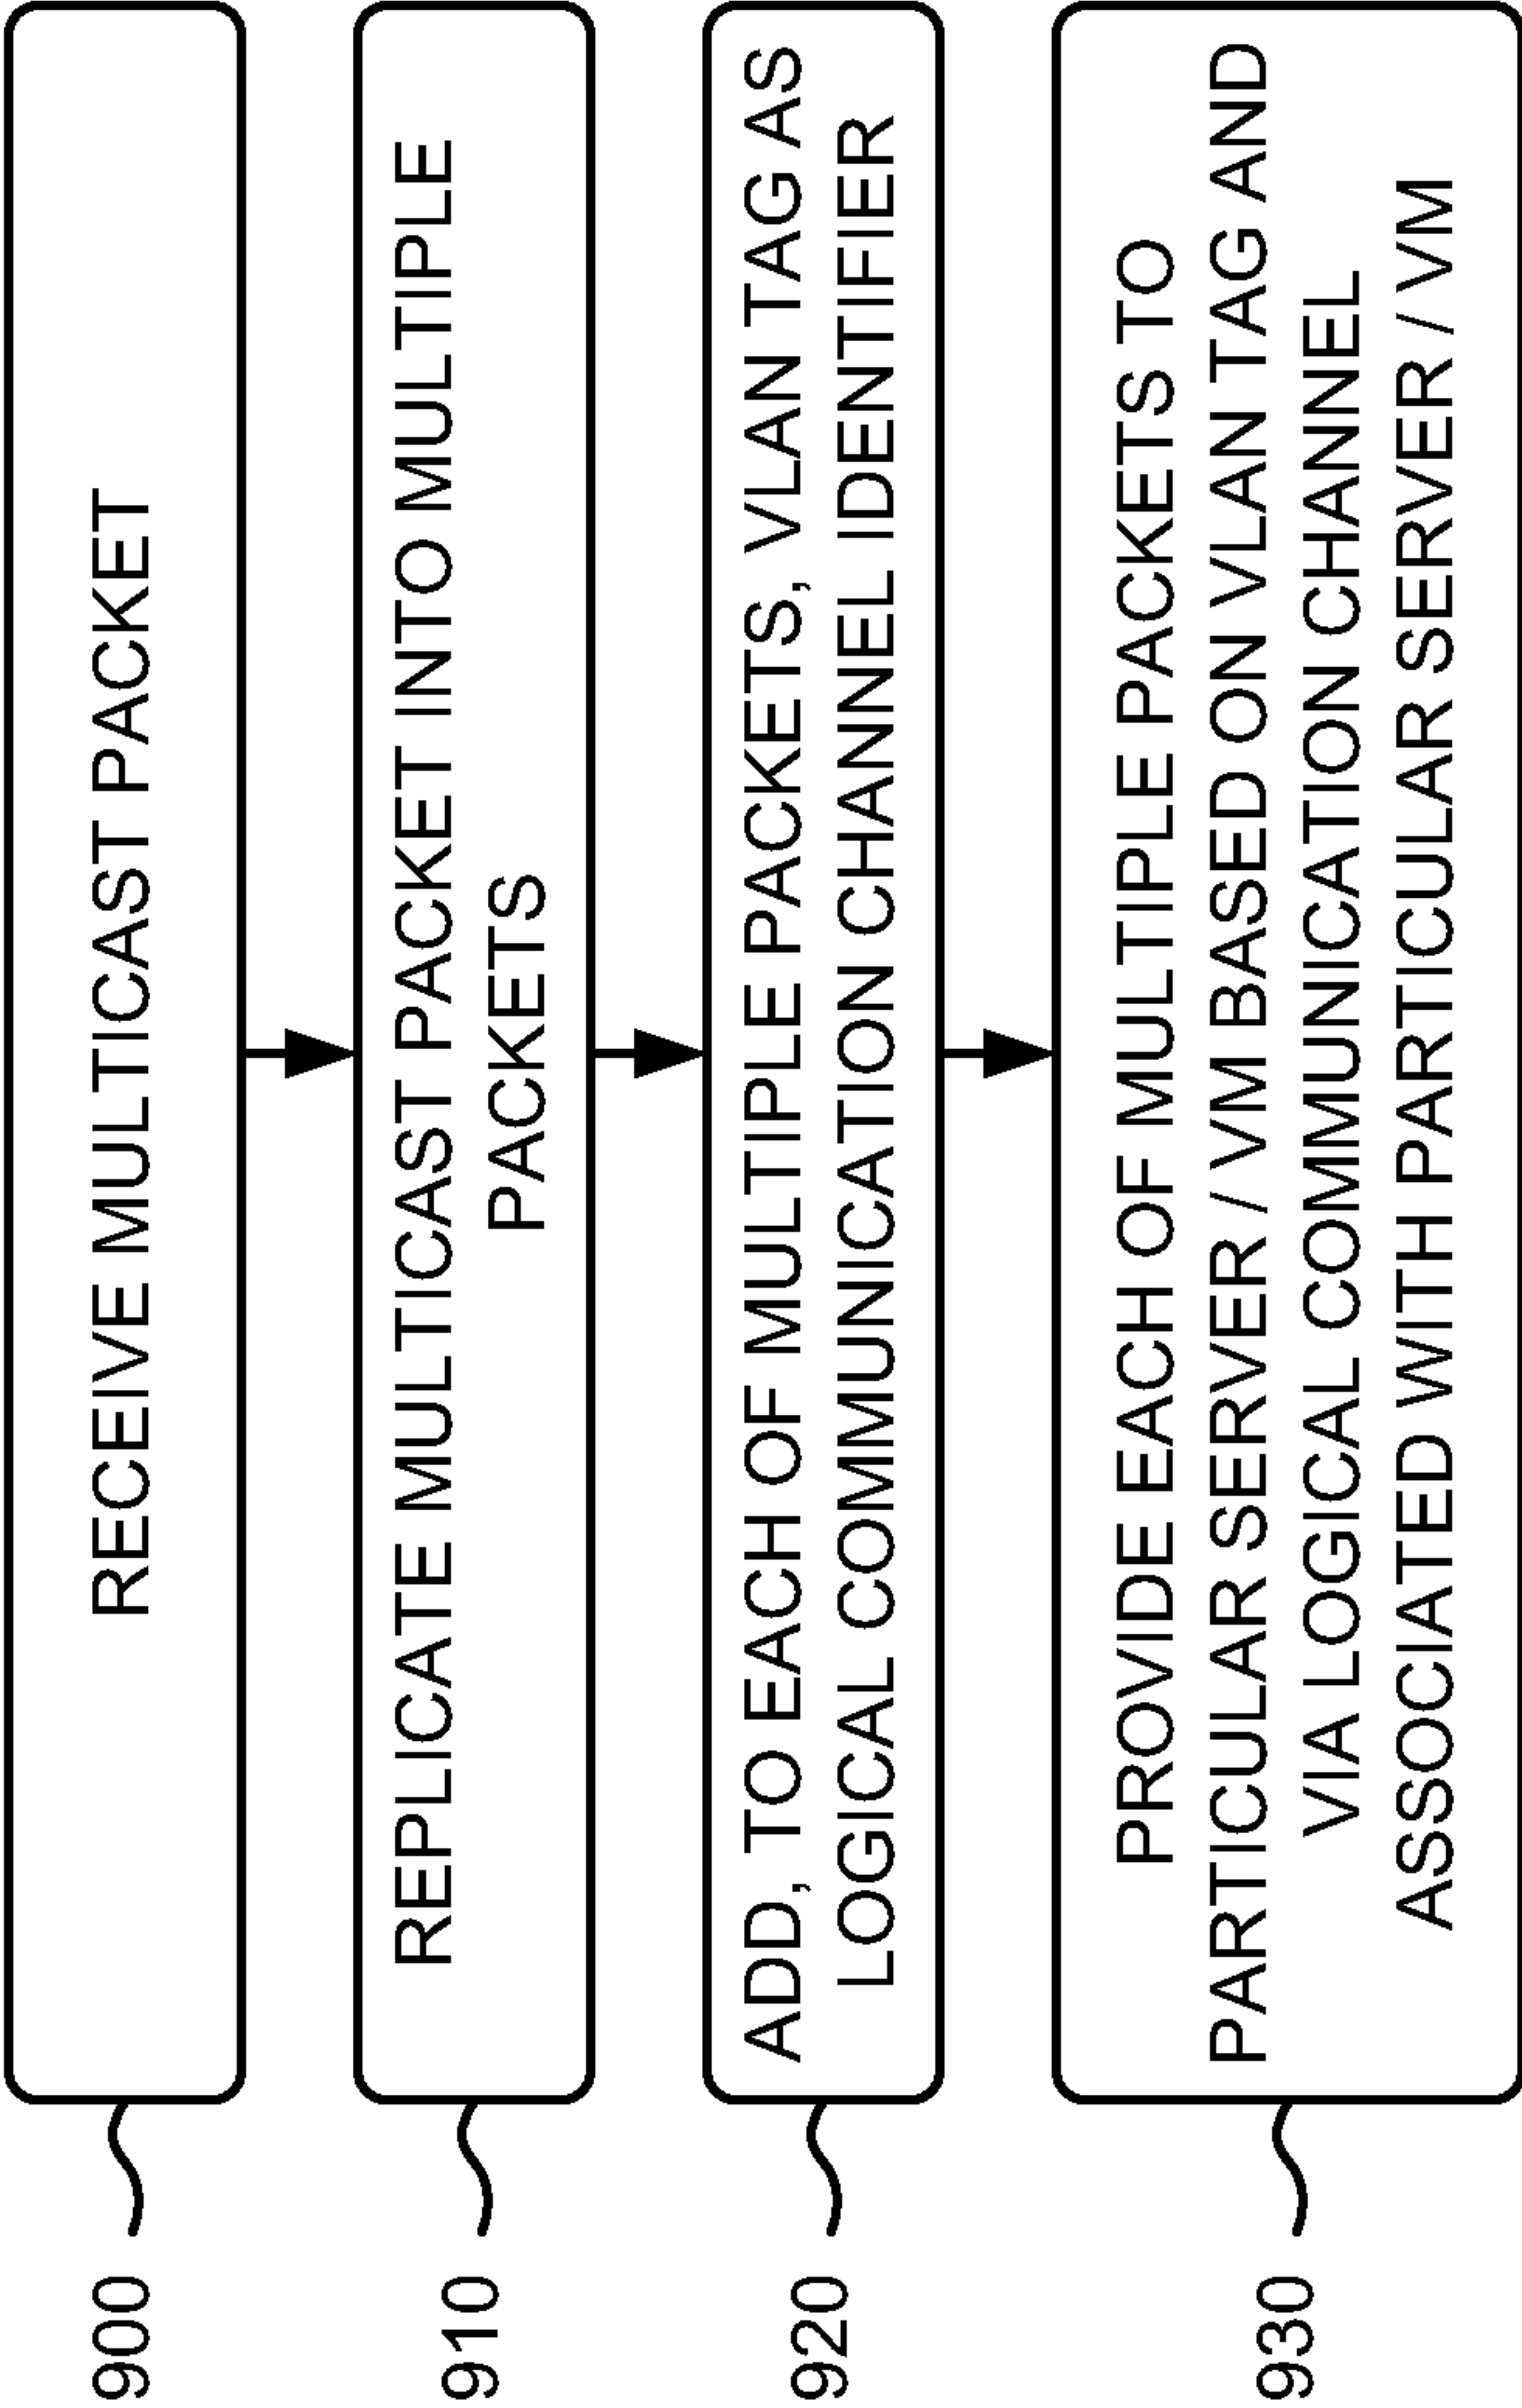 900
RECEIVE MULTICAST PACKET
910
REPLICATE MULTICAST PACKET INTO MULTIPLE
PACKETS
920
ADD, TO EACH OF MULTIPLE PACKETS, VLAN TAG AS
LOGICAL COMMUNICATION CHANNEL IDENTIFIER
930
PROVIDE EACH OF MULTIPLE PACKETS TO
PARTICULAR SERVER / VM BASED ON VLAN TAG AND
VIA LOGICAL COMMUNICATION CHANNEL
ASSOCIATED WITH PARTICULAR SERVER / VM